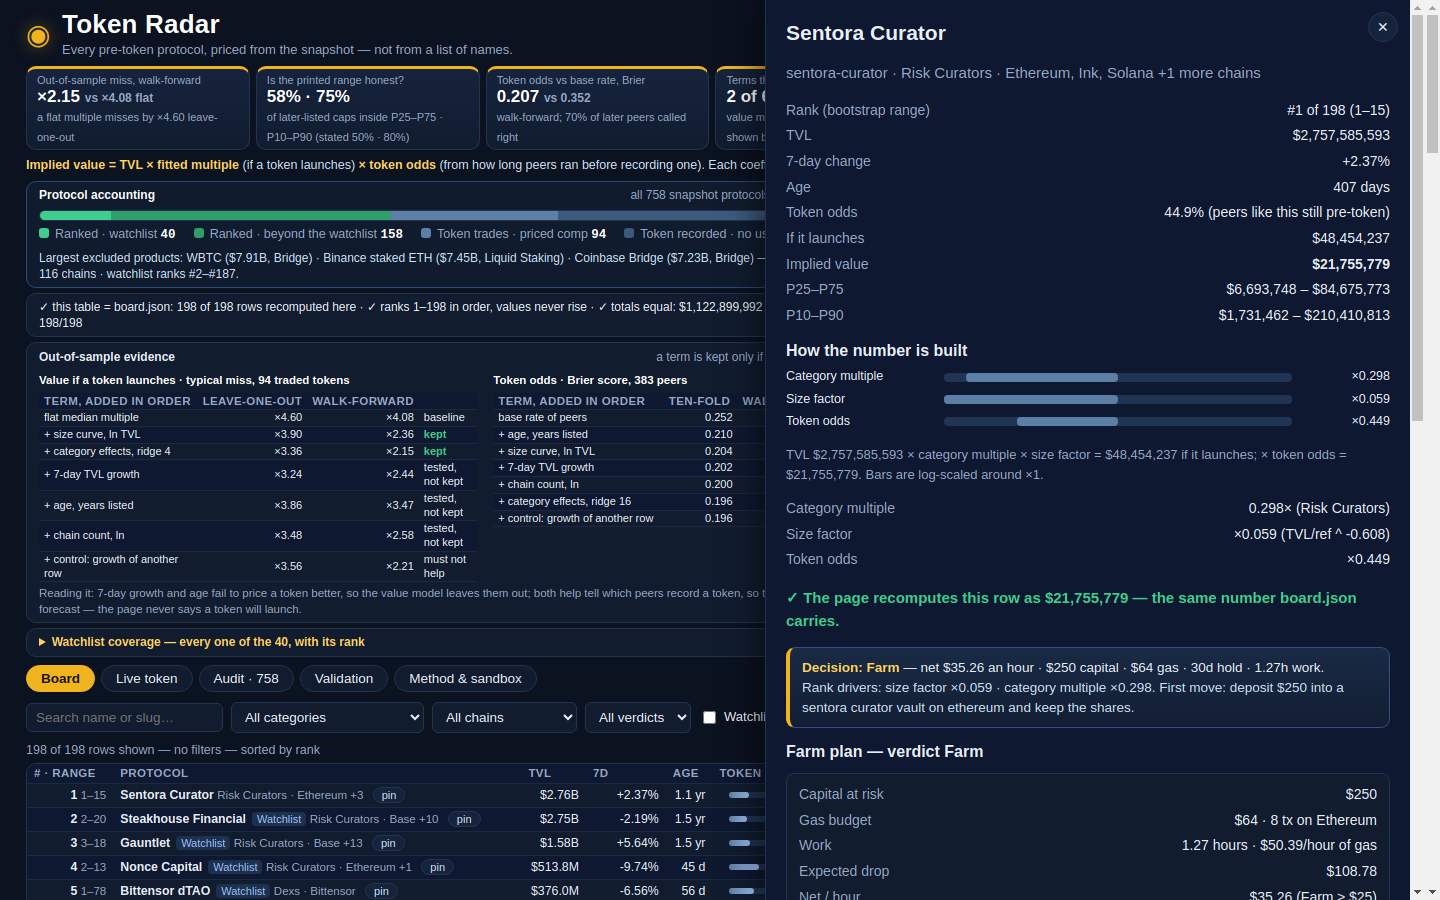 Token Radar
Every pre-token protocol, priced from the snapshot — not from a list of names.
Out-of-sample miss, walk-forward
×2.15 vs ×4.08 flat
a flat multiple misses by ×4.60 leave-
one-out
Is the printed range honest?
58% · 75%
of later-listed caps inside P25–P75 ·
P10–P90 (stated 50% · 80%)
Token odds vs base rate, Brier
0.207 vs 0.352
walk-forward; 70% of later peers called
right
Terms
2 of
value
shown
Implied value = TVL × fitted multiple (if a token launches) × token odds (from how long peers ran before recording one). Each
Protocol accounting
all 758 snapshot protocols
Ranked · watchlist 40
Ranked · beyond the watchlist 158
Token trades · priced comp 94
Token recorded · no
Largest excluded products: WBTC ($7.91B, Bridge) · Binance staked ETH ($7.45B, Liquid Staking) · Coinbase Bridge ($7.23B, Bridge) —
116 chains · watchlist ranks #2–#187.
✓ this table = board.json: 198 of 198 rows recomputed here · ✓ ranks 1–198 in order, values never rise · ✓ totals equal: $1,122,899,992
198/198
Out-of-sample evidence
a term is kept only if
Value if a token launches · typical miss, 94 traded tokens
TERM, ADDED IN ORDER LEAVE-ONE-OUT WALK-FORWARD
flat median multiple ×4.60 ×4.08 baseline
+ size curve, ln TVL ×3.90 ×2.36 kept
+ category effects, ridge 4 ×3.36 ×2.15 kept
+ 7-day TVL growth ×3.24 ×2.44 tested, not kept
+ age, years listed ×3.86 ×3.47 tested, not kept
+ chain count, ln ×3.48 ×2.58 tested, not kept
+ control: growth of another row ×3.56 ×2.21 must not help
Token odds · Brier score, 383 peers
TERM, ADDED IN ORDER TEN-FOLD
base rate of peers 0.252
+ age, years listed 0.210
+ size curve, ln TVL 0.204
+ 7-day TVL growth 0.202
+ chain count, ln 0.200
+ category effects, ridge 16 0.196
+ control: growth of another row 0.196
Reading it: 7-day growth and age fail to price a token better, so the value model leaves them out; both help tell which peers record a token, so
forecast — the page never says a token will launch.
▶ Watchlist coverage — every one of the 40, with its rank
Board
Live token
Audit · 758
Validation
Method & sandbox
Search name or slug…
All categories
All chains
All verdicts
198 of 198 rows shown — no filters — sorted by rank
# · RANGE PROTOCOL TVL 7D AGE TOKEN
1 1–15 Sentora Curator Risk Curators · Ethereum +3 pin $2.76B +2.37% 1.1 yr
2 2–20 Steakhouse Financial Watchlist Risk Curators · Base +10 pin $2.75B -2.19% 1.5 yr
3 3–18 Gauntlet Watchlist Risk Curators · Base +13 pin $1.58B +5.64% 1.5 yr
4 2–13 Nonce Capital Watchlist Risk Curators · Ethereum +1 pin $513.8M -9.74% 45 d
5 1–78 Bittensor dTAO Watchlist Dexs · Bittensor pin $376.0M -6.56% 56 d
Sentora Curator
✕
sentora-curator · Risk Curators · Ethereum, Ink, Solana +1 more chains
Rank (bootstrap range) #1 of 198 (1–15)
TVL $2,757,585,593
7-day change +2.37%
Age 407 days
Token odds 44.9% (peers like this still pre-token)
If it launches $48,454,237
Implied value $21,755,779
P25–P75 $6,693,748 – $84,675,773
P10–P90 $1,731,462 – $210,410,813
How the number is built
Category multiple ×0.298
Size factor ×0.059
Token odds ×0.449
TVL $2,757,585,593 × category multiple × size factor = $48,454,237 if it launches; × token odds =
$21,755,779. Bars are log-scaled around ×1.
Category multiple 0.298× (Risk Curators)
Size factor ×0.059 (TVL/ref ^ -0.608)
Token odds ×0.449
✓ The page recomputes this row as $21,755,779 — the same number board.json
carries.
Decision: Farm — net $35.26 an hour · $250 capital · $64 gas · 30d hold · 1.27h work.
Rank drivers: size factor ×0.059 · category multiple ×0.298. First move: deposit $250 into a
sentora curator vault on ethereum and keep the shares.
Farm plan — verdict Farm
Capital at risk $250
Gas budget $64 · 8 tx on Ethereum
Work 1.27 hours · $50.39/hour of gas
Expected drop $108.78
Net / hour $35.26 (Farm ≥ $25)